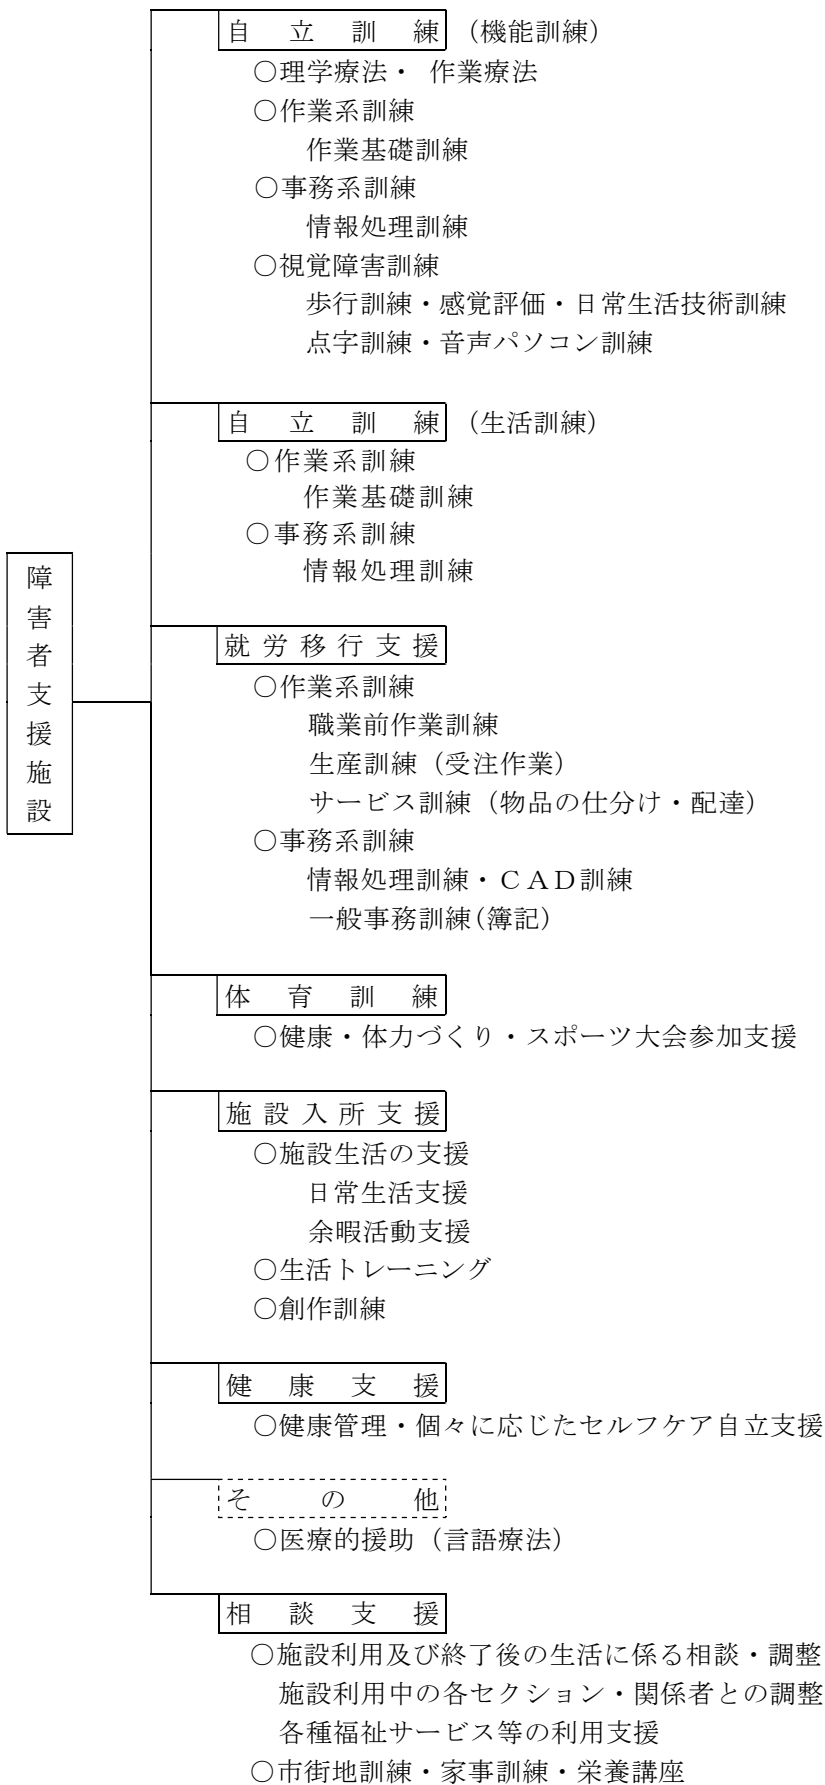 自立訓練（機能訓練）
○理学療法・ 作業療法
○作業系訓練
作業基礎訓練
○事務系訓練
情報処理訓練
○視覚障害訓練
歩行訓練・感覚評価・日常生活技術訓練
点字訓練・音声パソコン訓練
自立訓練（生活訓練）
○作業系訓練
作業基礎訓練
○事務系訓練
情報処理訓練
障害者支援施設
就労移行支援
○作業系訓練
職業前作業訓練
生産訓練（受注作業）
サービス訓練（物品の仕分け・配達）
○事務系訓練
情報処理訓練・ＣＡＤ訓練
一般事務訓練(簿記)
体育訓練
○健康・体力づくり・スポーツ大会参加支援
施設入所支援
○施設生活の支援
日常生活支援
余暇活動支援
○生活トレーニング
○創作訓練
健康支援
○健康管理・個々に応じたセルフケア自立支援
その他
○医療的援助（言語療法）
相談支援
○施設利用及び終了後の生活に係る相談・調整
施設利用中の各セクション・関係者との調整
各種福祉サービス等の利用支援
○市街地訓練・家事訓練・栄養講座